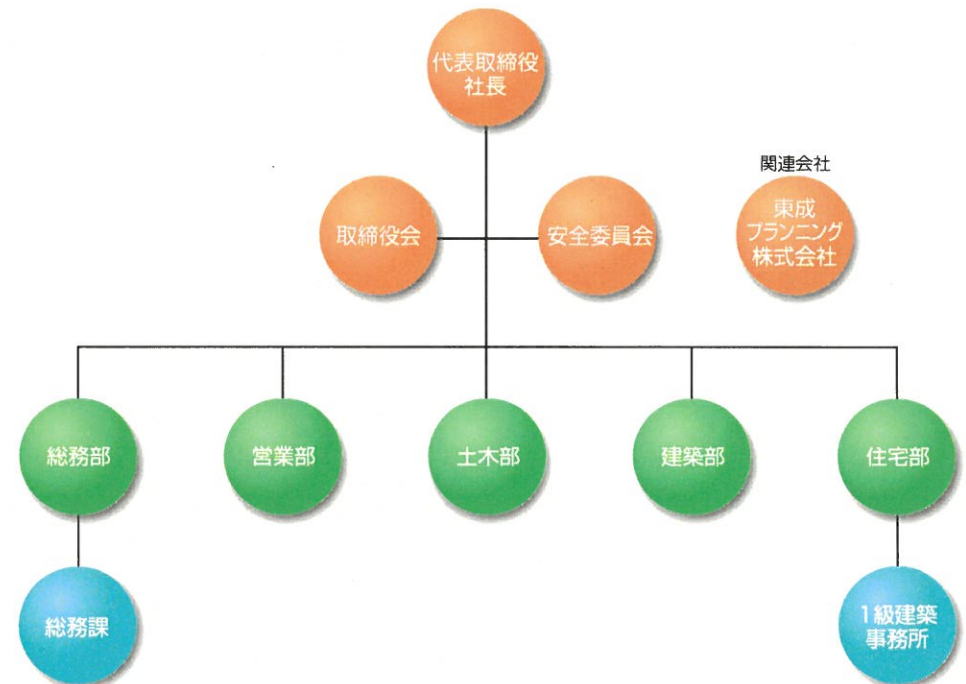 代表取締役
社長
関連会社
取締役会
安全委員会
東成
プランニング
株式会社
総務部
営業部
土木部
建築部
住宅部
総務課
1級建築
事務所